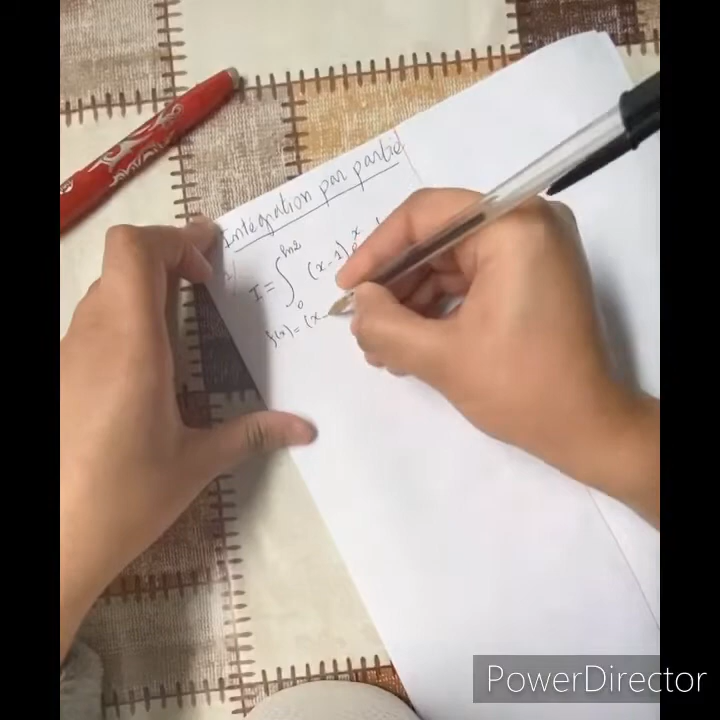 Intégration par partie
I = ∫₀^ln2 (x-1) eˣ
f(x) = (x-
PowerDirector